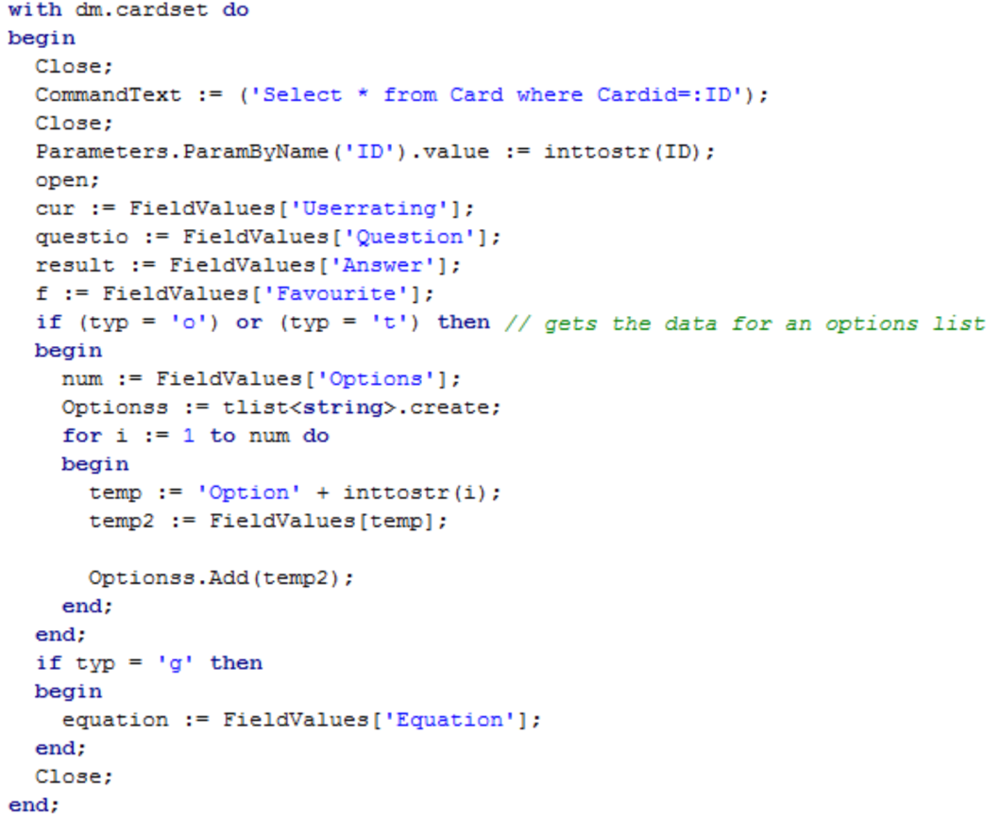 with dm.cardset do
begin
  Close;
  CommandText := ('Select * from Card where Cardid=:ID');
  Close;
  Parameters.ParamByName('ID').value := inttostr(ID);
  open;
  cur := FieldValues['Userrating'];
  questio := FieldValues['Question'];
  result := FieldValues['Answer'];
  f := FieldValues['Favourite'];
  if (typ = 'o') or (typ = 't') then // gets the data for an options list
  begin
    num := FieldValues['Options'];
    Optionss := tlist<string>.create;
    for i := 1 to num do
    begin
      temp := 'Option' + inttostr(i);
      temp2 := FieldValues[temp];

      Optionss.Add(temp2);
    end;
  end;
  if typ = 'g' then
  begin
    equation := FieldValues['Equation'];
  end;
  Close;
end;